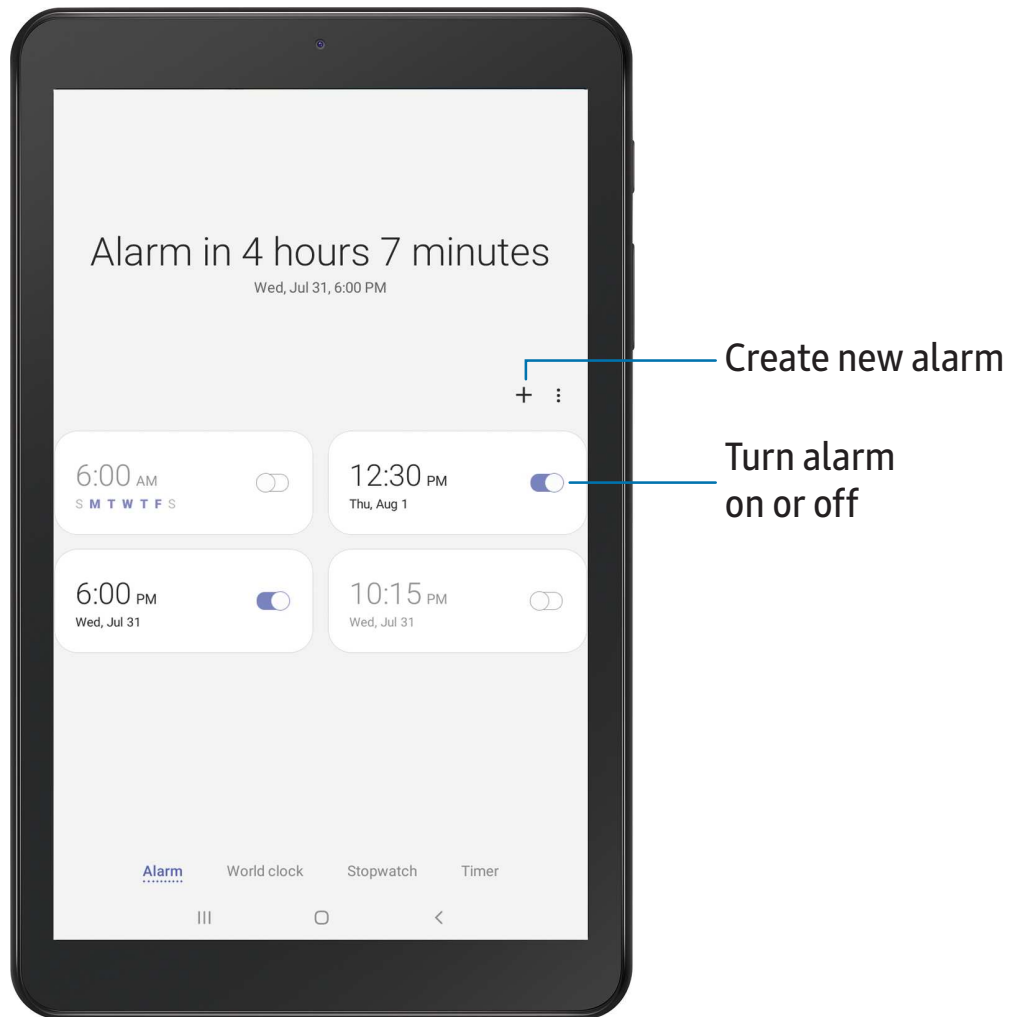 Alarm in 4 hours 7 minutes
Wed, Jul 31, 6:00 PM
Create new alarm
6:00 AM
S M T W T F S
12:30 PM
Thu, Aug 1
Turn alarm
on or off
6:00 PM
Wed, Jul 31
10:15 PM
Wed, Jul 31
Alarm World clock Stopwatch Timer